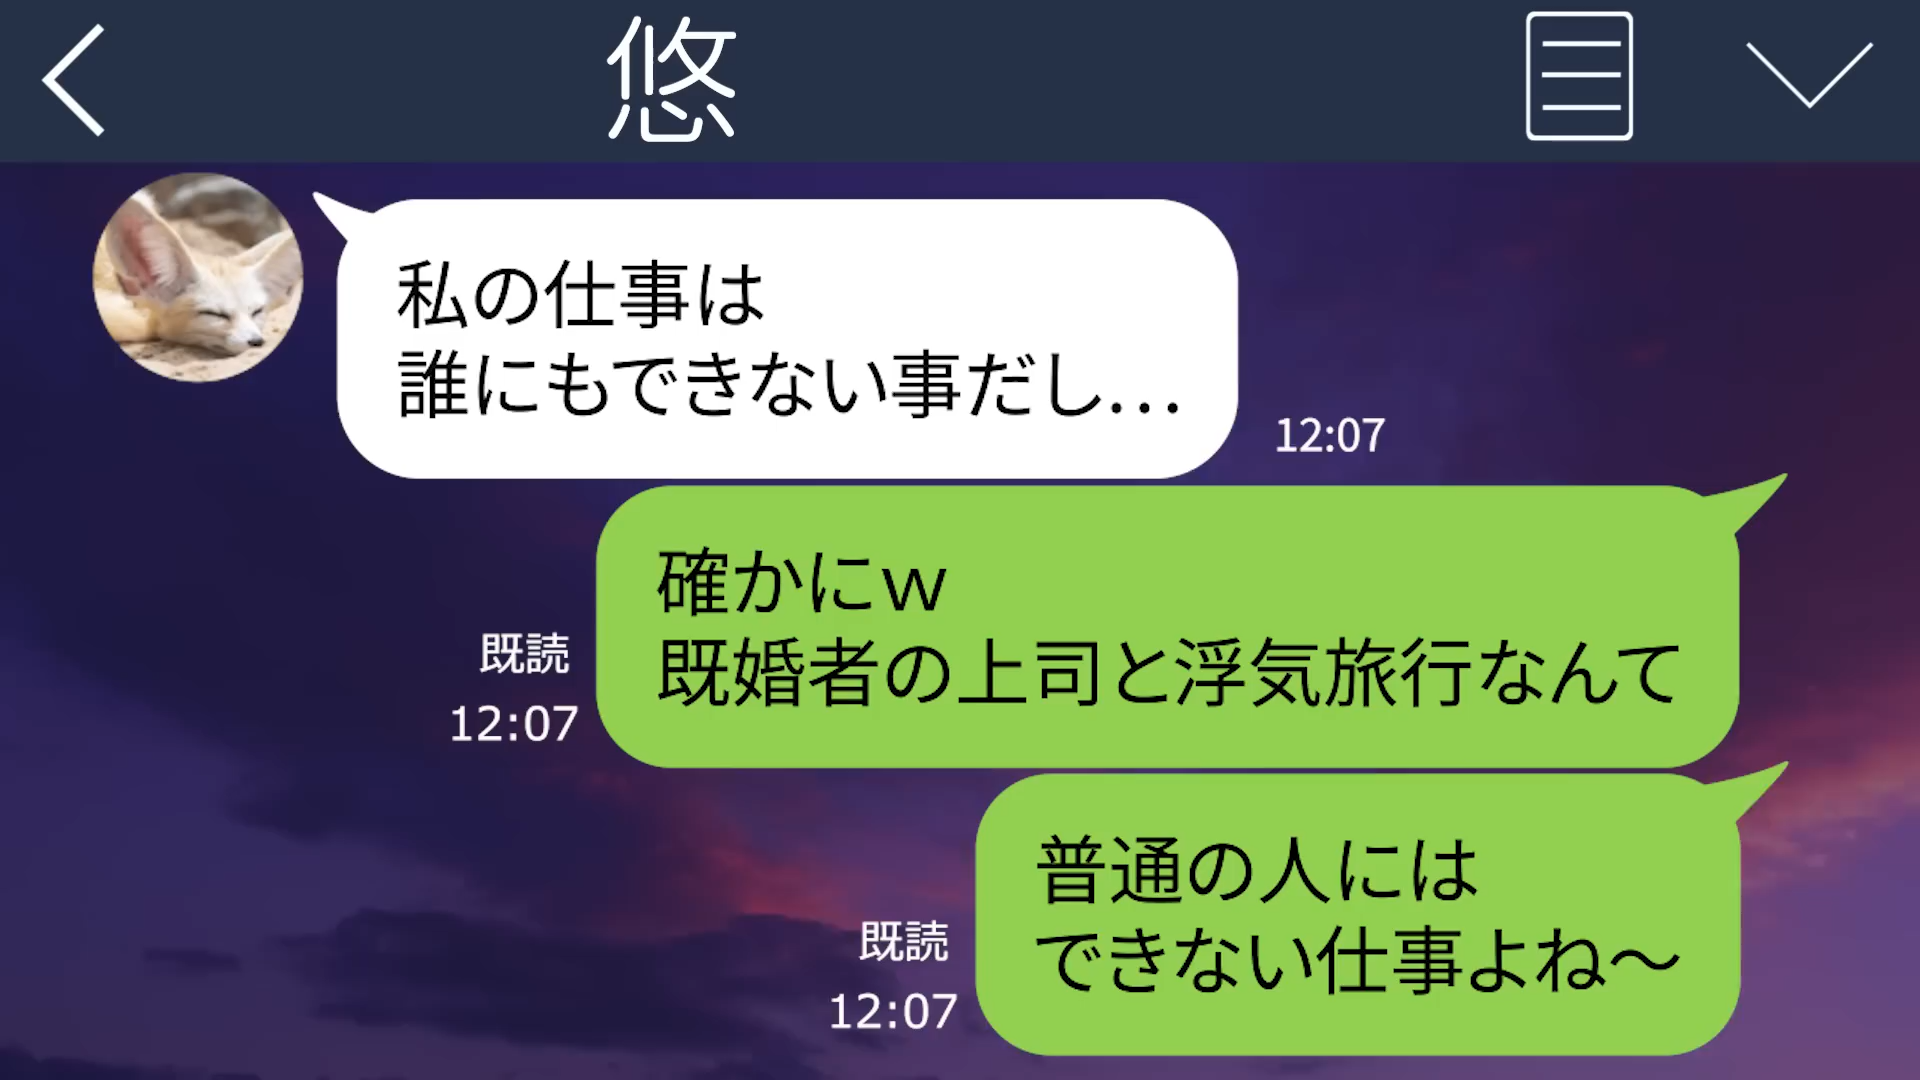 悠
私の仕事は
誰にもできない事だし…
12:07
確かにｗ
既婚者の上司と浮気旅行なんて
既読
12:07
普通の人には
できない仕事よね～
既読
12:07